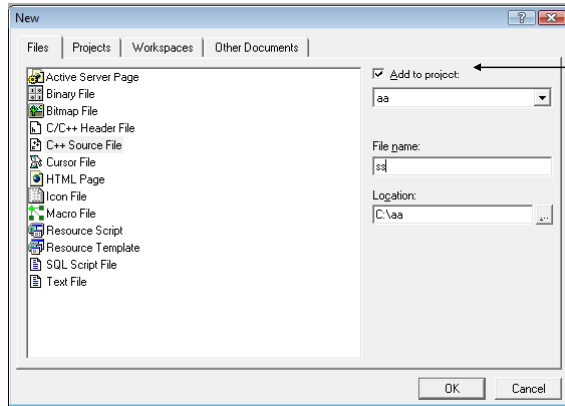 New
Files Projects Workspaces Other Documents
Active Server Page
Binary File
Bitmap File
C/C++ Header File
C++ Source File
Cursor File
HTML Page
Icon File
Macro File
Resource Script
Resource Template
SQL Script File
Text File
Add to project:
aa
File name:
ss
Location:
C:\aa
...
OK Cancel